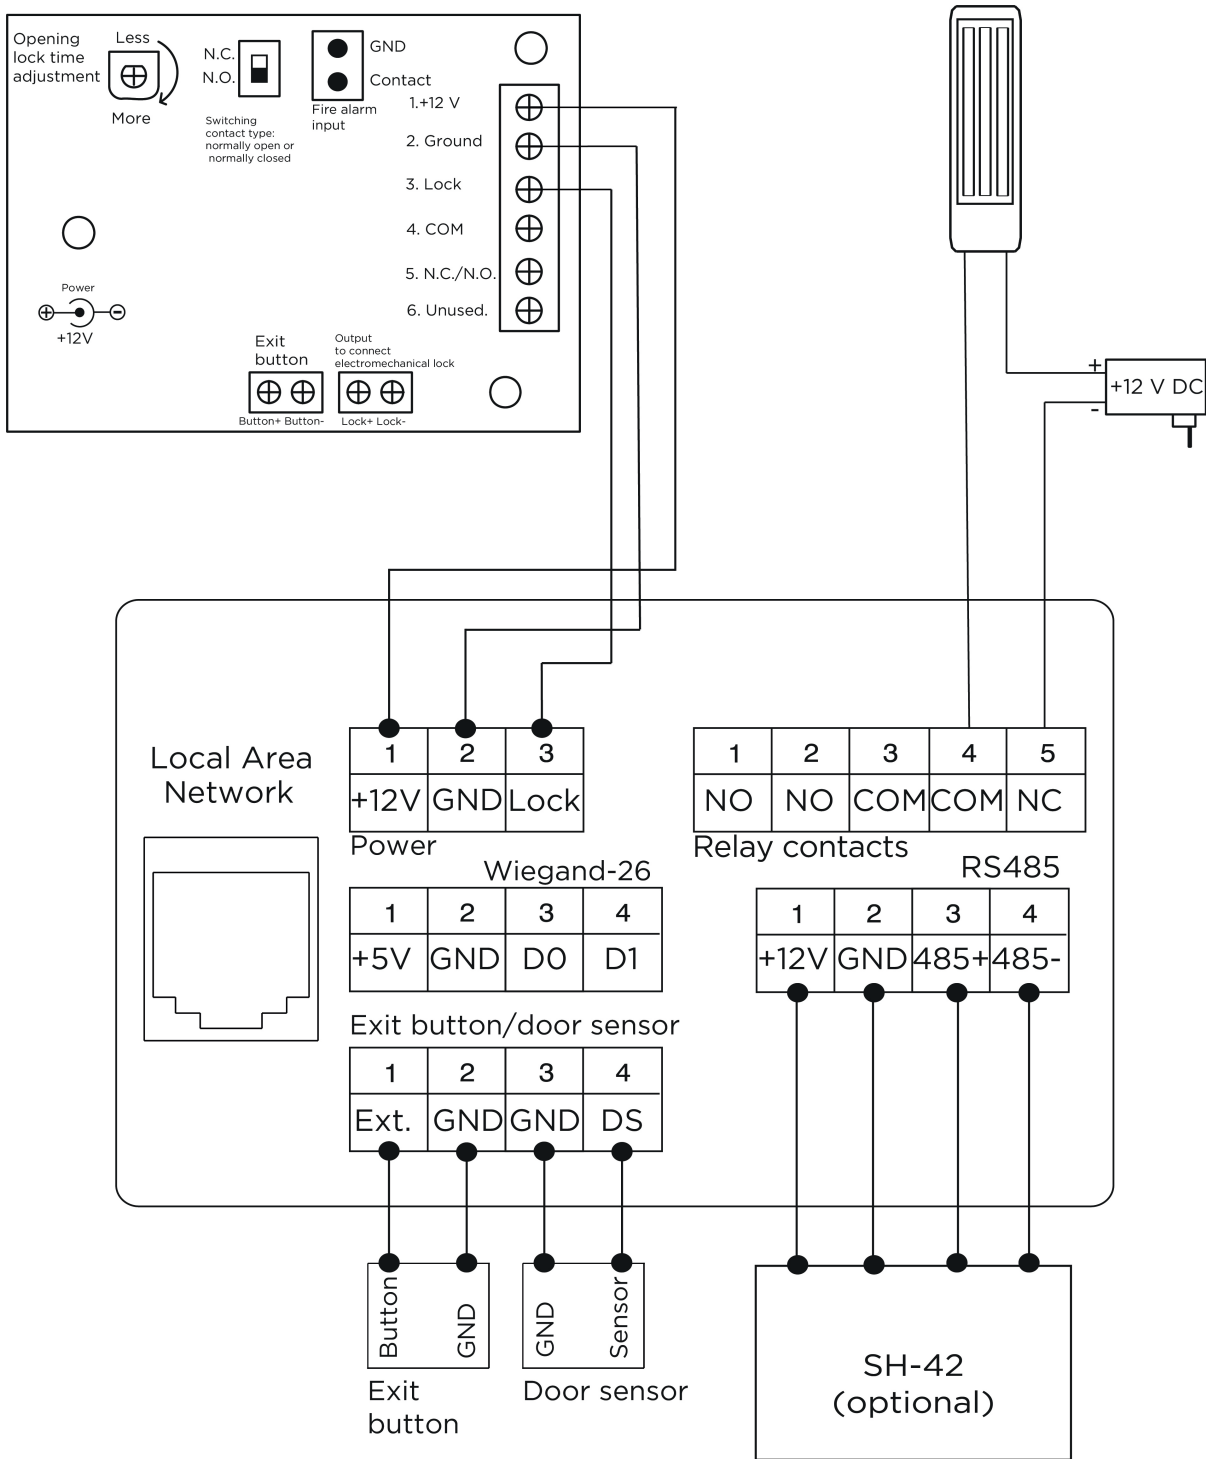 Opening
lock time
adjustment
Less
More
N.C.
N.O.
Switching
contact type:
normally open or
normally closed
GND
Contact
Fire alarm
input
1.+12 V
2. Ground
3. Lock
4. COM
5. N.C./N.O.
6. Unused.
Power
+ -
+12V
Exit
button
Button+ Button-
Output
to connect
electromechanical lock
Lock+ Lock-
+
+12 V DC
-
Local Area
Network
1 2 3
+12V GND Lock
Power
1 2 3 4 5
NO NO COM COM NC
Relay contacts
Wiegand-26
1 2 3 4
+5V GND D0 D1
RS485
1 2 3 4
+12V GND 485+ 485-
Exit button/door sensor
1 2 3 4
Ext. GND GND DS
Button
GND
Exit
button
GND
Sensor
Door sensor
SH-42
(optional)